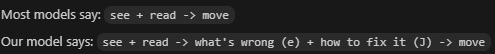 Most models say: see + read -> move
Our model says: see + read -> what's wrong (e) + how to fix it (J) -> move